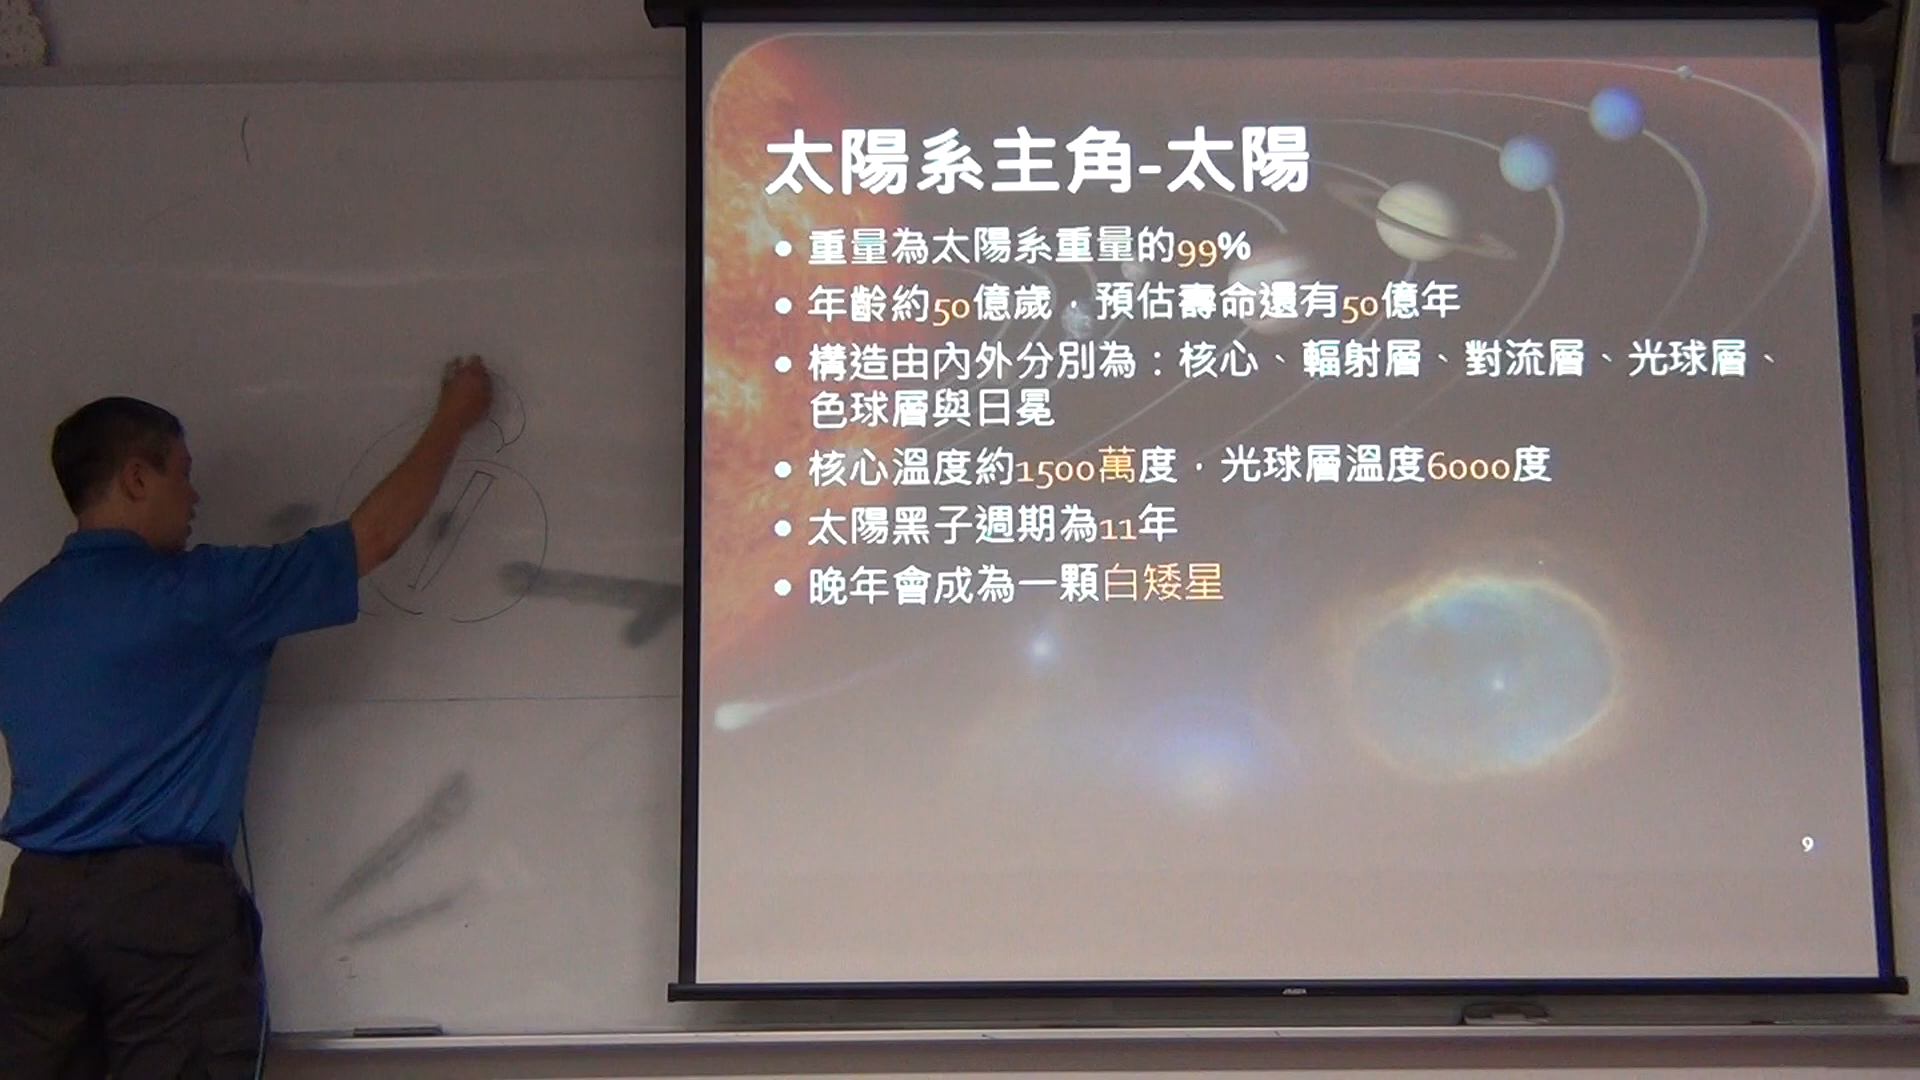 太陽系主角-太陽
重量為太陽系重量的99%
年齡約50億歲，預估壽命還有50億年
構造由內外分別為：核心、輻射層、對流層、光球層、
色球層與日冕
核心溫度約1500萬度，光球層溫度6000度
太陽黑子週期為11年
晚年會成為一顆白矮星
9